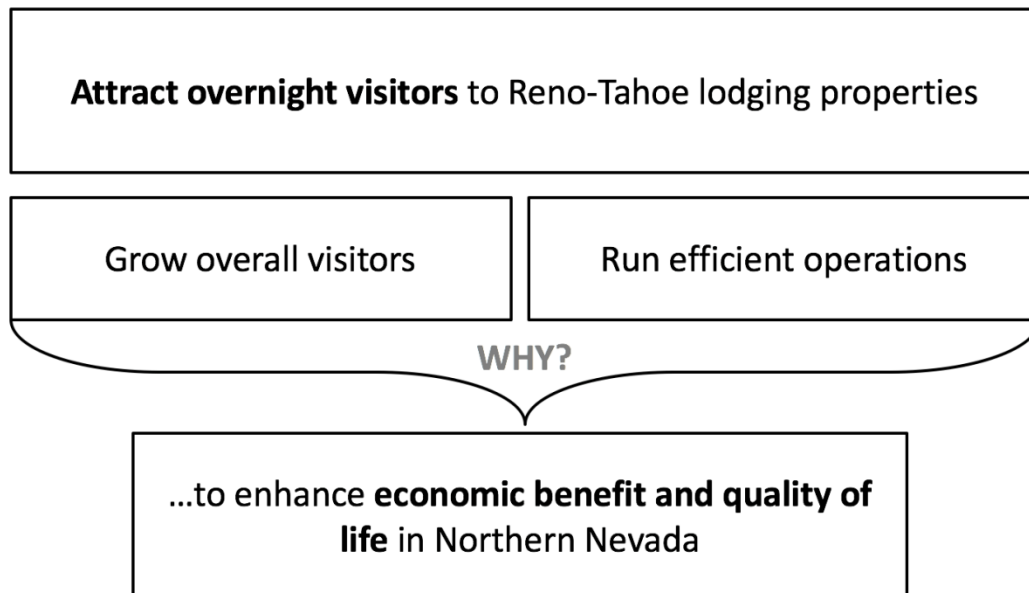 Attract overnight visitors to Reno-Tahoe lodging properties
Grow overall visitors
Run efficient operations
WHY?
…to enhance economic benefit and quality of
life in Northern Nevada